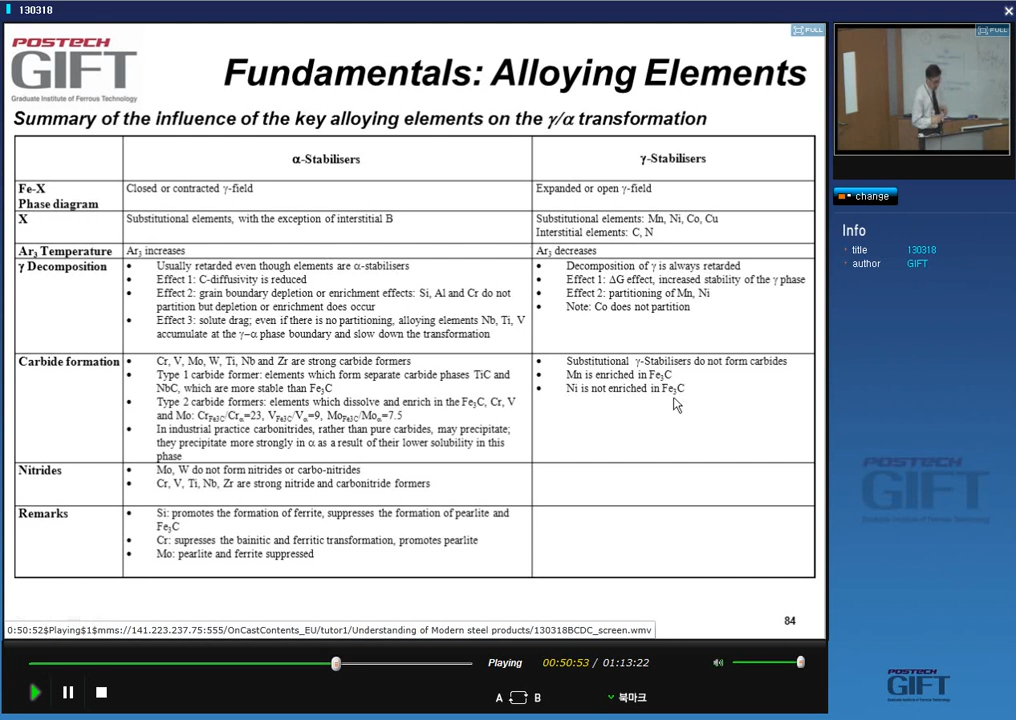 130318
POSTECH
GIFT
Graduate Institute of Ferrous Technology
FULL
Fundamentals: Alloying Elements
Summary of the influence of the key alloying elements on the γ/α transformation
α-Stabilisers
γ-Stabilisers
Fe-X
Phase diagram
Closed or contracted γ-field
Expanded or open γ-field
X
Substitutional elements, with the exception of interstitial B
Substitutional elements: Mn, Ni, Co, Cu
Interstitial elements: C, N
Ar₃ Temperature
Ar₃ increases
Ar₃ decreases
γ Decomposition
• Usually retarded even though elements are α-stabilisers
• Effect 1: C-diffusivity is reduced
• Effect 2: grain boundary depletion or enrichment effects: Si, Al and Cr do not
partition but depletion or enrichment does occur
• Effect 3: solute drag; even if there is no partitioning, alloying elements Nb, Ti, V
accumulate at the γ–α phase boundary and slow down the transformation
• Decomposition of γ is always retarded
• Effect 1: ΔG effect, increased stability of the γ phase
• Effect 2: partitioning of Mn, Ni
• Note: Co does not partition
Carbide formation
• Cr, V, Mo, W, Ti, Nb and Zr are strong carbide formers
• Type 1 carbide former: elements which form separate carbide phases TiC and
NbC, which are more stable than Fe₃C
• Type 2 carbide formers: elements which dissolve and enrich in the Fe₃C, Cr, V
and Mo: Cr_Fe3C/Cr_α=23, V_Fe3C/V_α=9, Mo_Fe3C/Mo_α=7.5
• In industrial practice carbonitrides, rather than pure carbides, may precipitate;
they precipitate more strongly in α as a result of their lower solubility in this
phase
• Substitutional γ-Stabilisers do not form carbides
• Mn is enriched in Fe₃C
• Ni is not enriched in Fe₃C
Nitrides
• Mo, W do not form nitrides or carbo-nitrides
• Cr, V, Ti, Nb, Zr are strong nitride and carbonitride formers
Remarks
• Si: promotes the formation of ferrite, suppresses the formation of pearlite and
Fe₃C
• Cr: supresses the bainitic and ferritic transformation, promotes pearlite
• Mo: pearlite and ferrite suppressed
84
0:50:52$Playing$1$mms://141.223.237.75:555/OnCastContents_EU/tutor1/Understanding of Modern steel products/130318BCDC_screen.wmv
Playing
00:50:53 / 01:13:22
A B
북마크
FULL
change
Info
title 130318
author GIFT
POSTECH
GIFT
POSTECH
GIFT